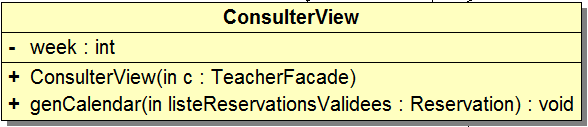 ConsulterView
- week : int
+ ConsulterView(in c : TeacherFacade)
+ genCalendar(in listeReservationsValidees : Reservation) : void